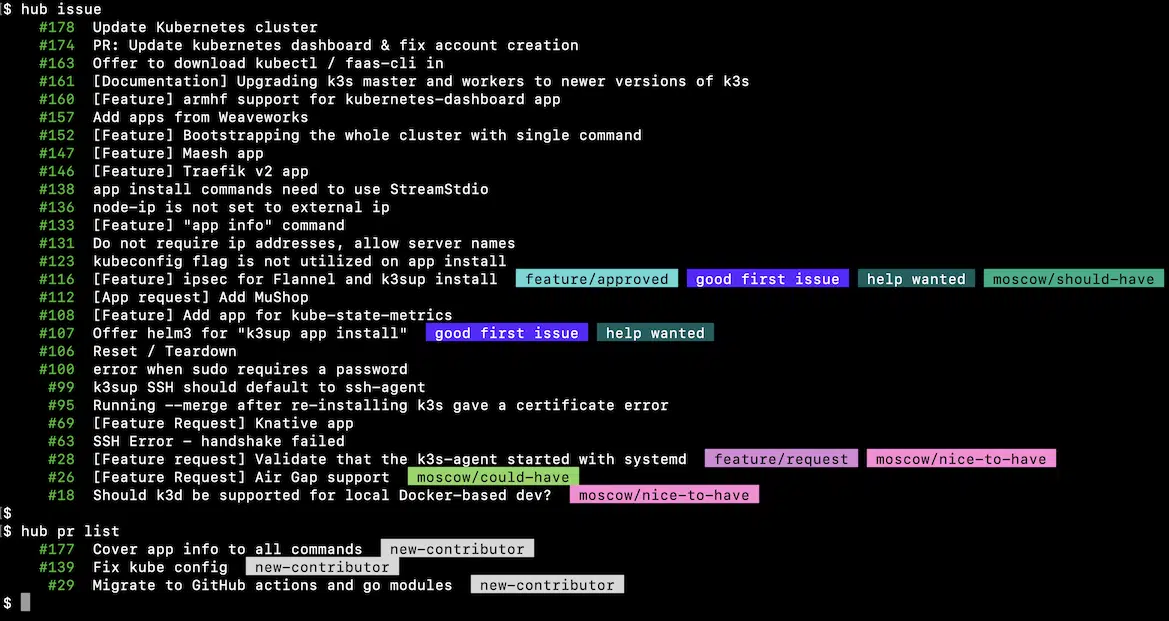 $ hub issue
#178 Update Kubernetes cluster
#174 PR: Update kubernetes dashboard & fix account creation
#163 Offer to download kubectl / faas-cli in
#161 [Documentation] Upgrading k3s master and workers to newer versions of k3s
#160 [Feature] armhf support for kubernetes-dashboard app
#157 Add apps from Weaveworks
#152 [Feature] Bootstrapping the whole cluster with single command
#147 [Feature] Maesh app
#146 [Feature] Traefik v2 app
#138 app install commands need to use StreamStdio
#136 node-ip is not set to external ip
#133 [Feature] "app info" command
#131 Do not require ip addresses, allow server names
#123 kubeconfig flag is not utilized on app install
#116 [Feature] ipsec for Flannel and k3sup install feature/approved good first issue help wanted moscow/should-have
#112 [App request] Add MuShop
#108 [Feature] Add app for kube-state-metrics
#107 Offer helm3 for "k3sup app install" good first issue help wanted
#106 Reset / Teardown
#100 error when sudo requires a password
#99 k3sup SSH should default to ssh-agent
#95 Running --merge after re-installing k3s gave a certificate error
#69 [Feature Request] Knative app
#63 SSH Error - handshake failed
#28 [Feature request] Validate that the k3s-agent started with systemd feature/request moscow/nice-to-have
#26 [Feature Request] Air Gap support moscow/could-have
#18 Should k3d be supported for local Docker-based dev? moscow/nice-to-have
$
$ hub pr list
#177 Cover app info to all commands new-contributor
#139 Fix kube config new-contributor
#29 Migrate to GitHub actions and go modules new-contributor
$